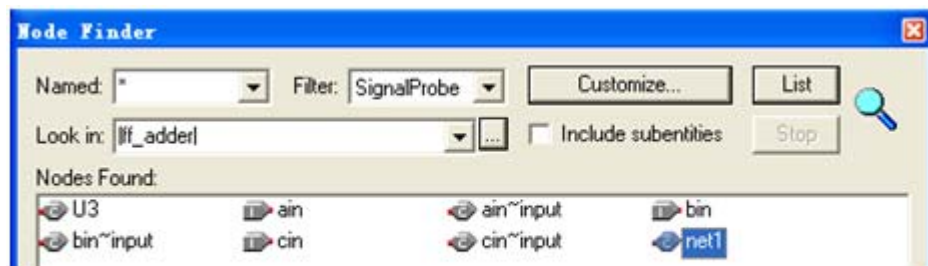 Node Finder
Named: * Filter: SignalProbe Customize... List
Look in: |ff_adder| ... Include subentities Stop
Nodes Found:
U3 ain ain~input bin
bin~input cin cin~input net1